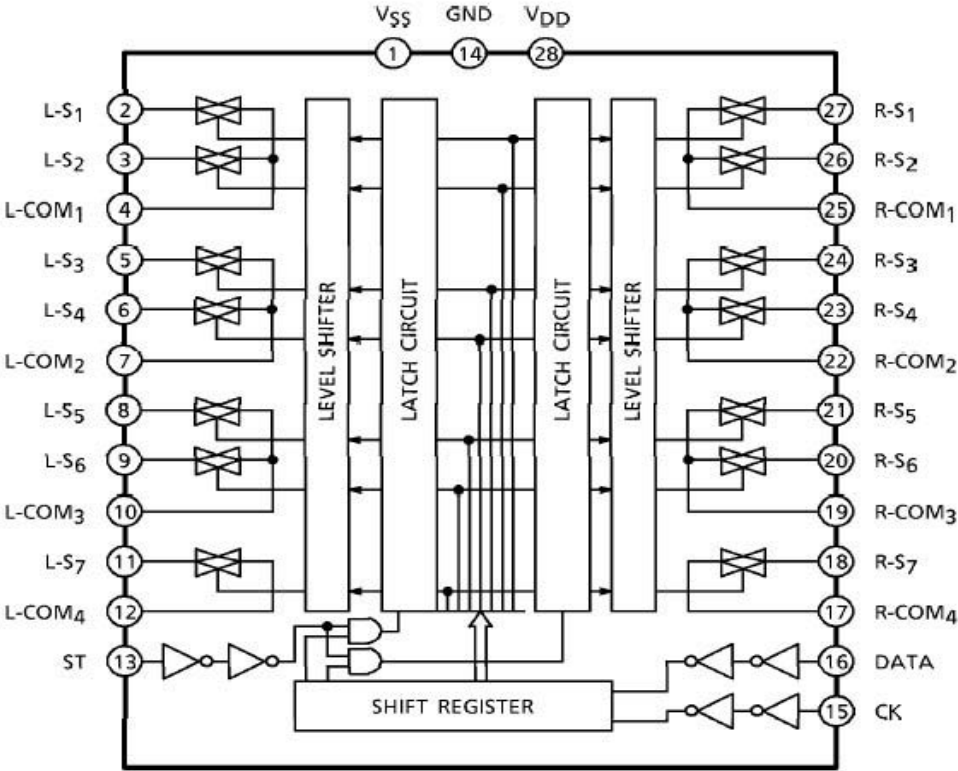 VSS GND VDD
1 14 28
L-S1 2 27 R-S1
L-S2 3 26 R-S2
L-COM1 4 25 R-COM1
L-S3 5 24 R-S3
L-S4 6 23 R-S4
L-COM2 7 22 R-COM2
L-S5 8 21 R-S5
L-S6 9 20 R-S6
L-COM3 10 19 R-COM3
L-S7 11 18 R-S7
L-COM4 12 17 R-COM4
ST 13 16 DATA
15 CK
LEVEL SHIFTER
LATCH CIRCUIT
LATCH CIRCUIT
LEVEL SHIFTER
SHIFT REGISTER